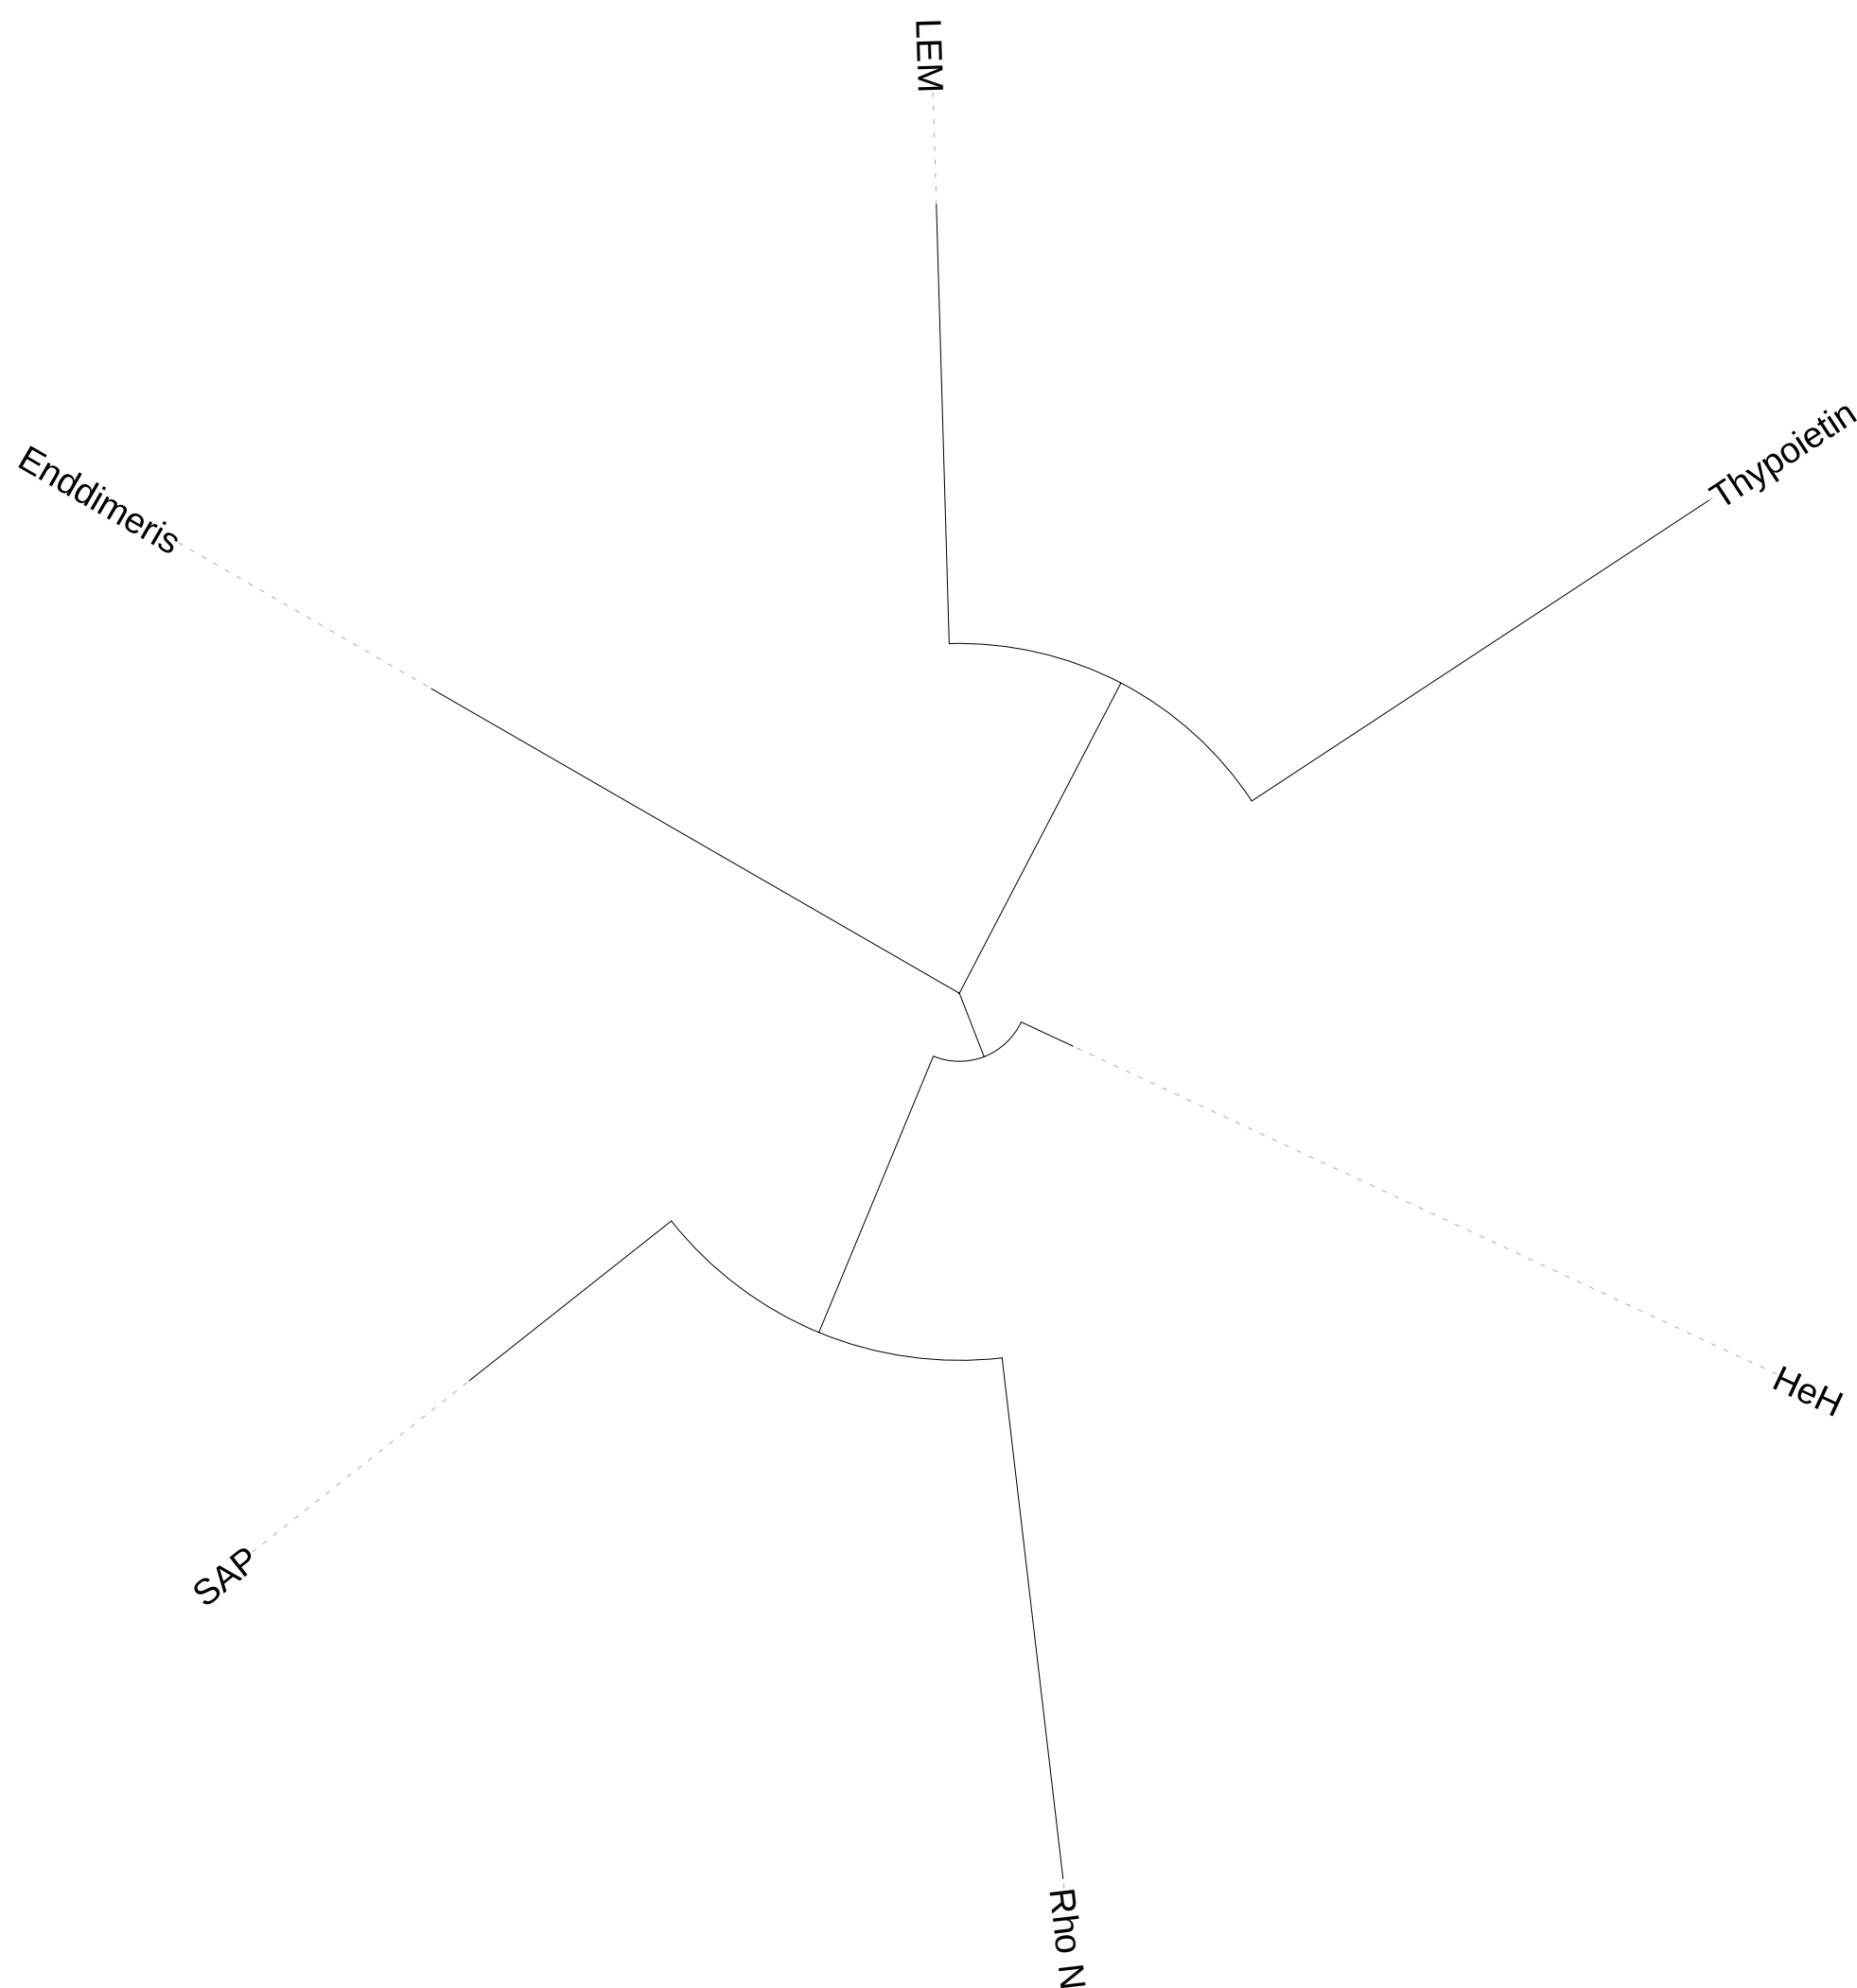 LEM
Thypoietin
Enddimeris
HeH
SAP
Rho N